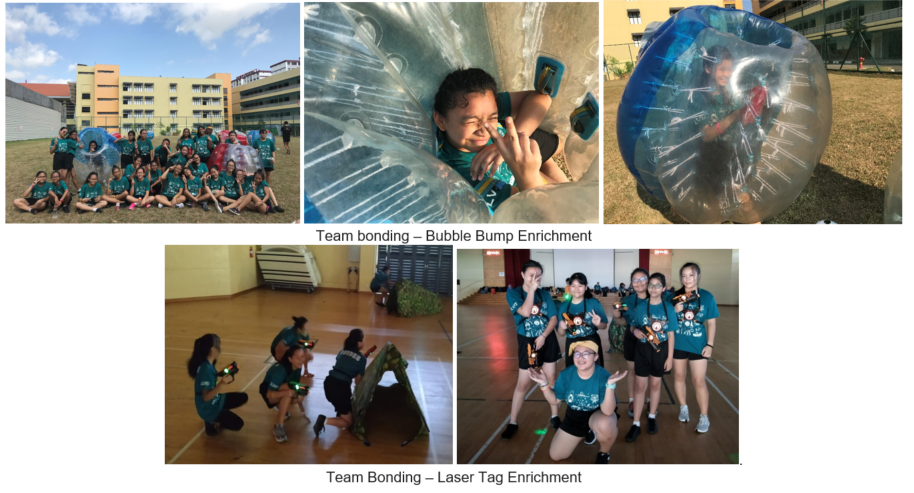 Team bonding – Bubble Bump Enrichment
Team Bonding – Laser Tag Enrichment